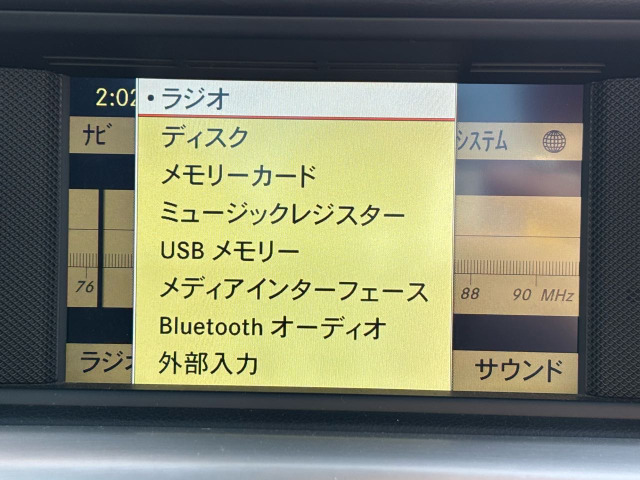 2:02
・ラジオ
ナビ
ディスク
システム
メモリーカード
ミュージックレジスター
USB メモリー
メディアインターフェース
76
88 90 MHz
Bluetooth オーディオ
外部入力
ラジオ
サウンド